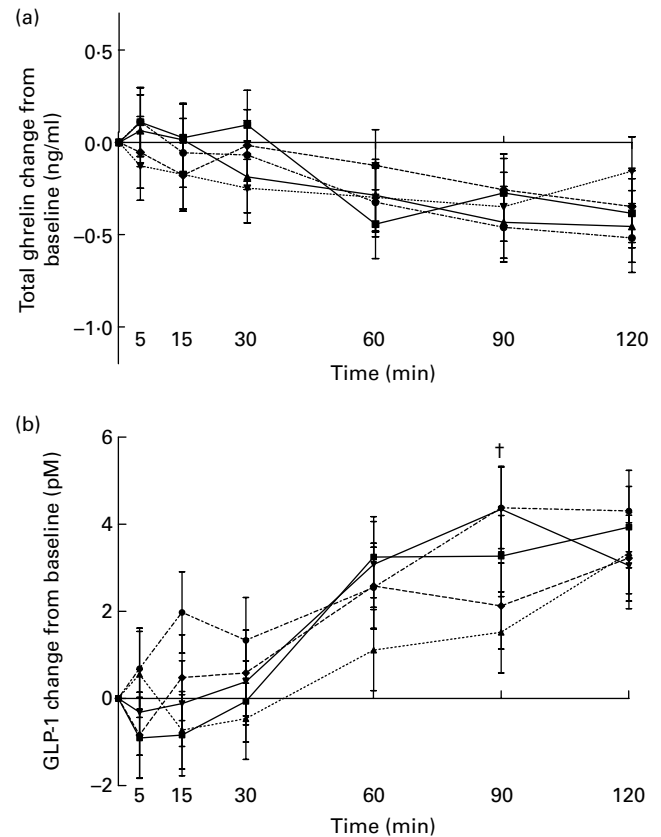 (a)
0·5
0·0
−0·5
−1·0
Total ghrelin change from
baseline (ng/ml)
5 15 30 60 90 120
Time (min)
(b)
6
4
2
0
−2
GLP-1 change from baseline (pM)
†
5 15 30 60 90 120
Time (min)